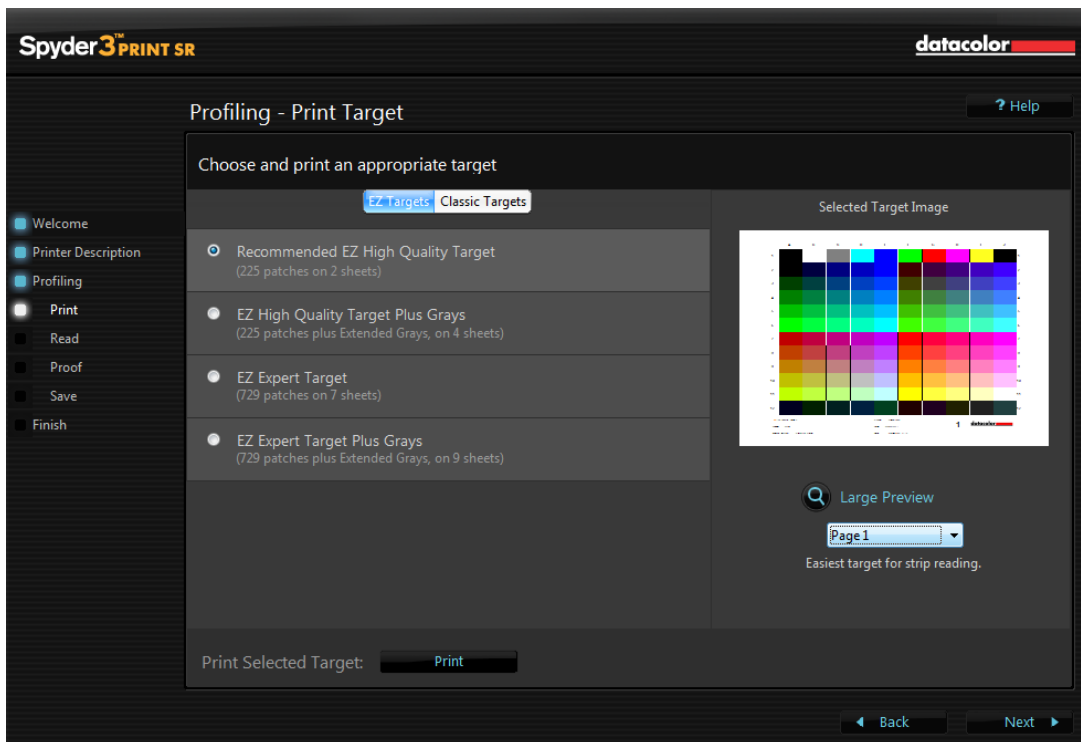 Spyder3™PRINT SR
datacolor
Profiling - Print Target
? Help
Choose and print an appropriate target
EZ Targets Classic Targets
Selected Target Image
Welcome
Printer Description
Profiling
Print
Read
Proof
Save
Finish
Recommended EZ High Quality Target
(225 patches on 2 sheets)
EZ High Quality Target Plus Grays
(225 patches plus Extended Grays, on 4 sheets)
EZ Expert Target
(729 patches on 7 sheets)
EZ Expert Target Plus Grays
(729 patches plus Extended Grays, on 9 sheets)
1 datacolor
Large Preview
Page 1
Easiest target for strip reading.
Print Selected Target: Print
Back Next